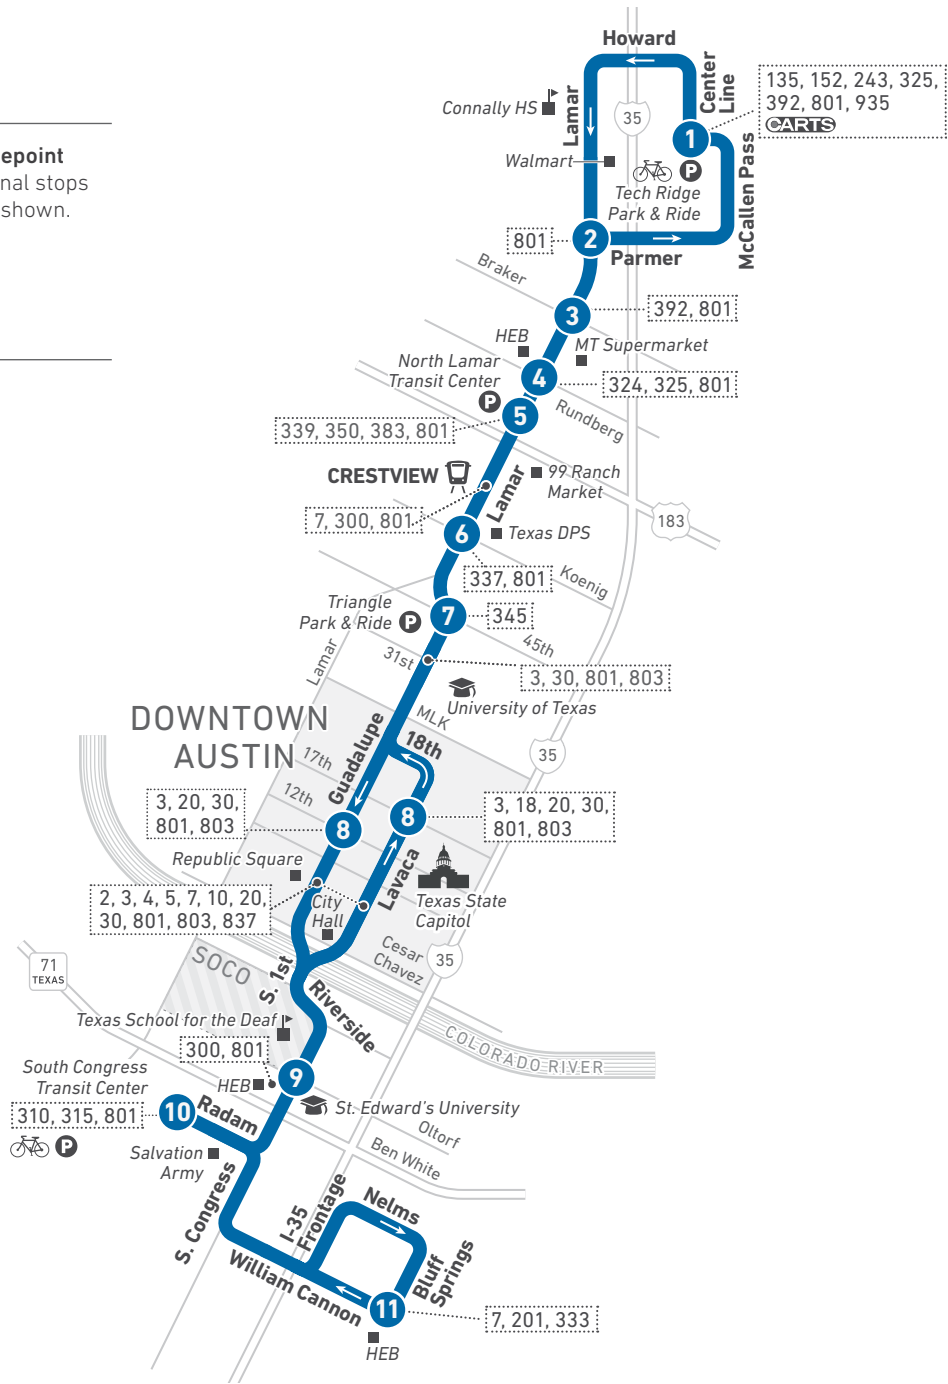 epoint
nal stops
shown.
Howard
Center
Line
135, 152, 243, 325,
392, 801, 935
CARTS
Connally HS
Lamar
35
1
Walmart
P
Tech Ridge
Park & Ride
McCallen Pass
801
2
Parmer
Braker
3
392, 801
HEB
MT Supermarket
North Lamar
Transit Center
4
324, 325, 801
P
5
Rundberg
339, 350, 383, 801
CRESTVIEW
Lamar
99 Ranch
Market
7, 300, 801
183
6
Texas DPS
337, 801
Koenig
Triangle
Park & Ride
P
7
345
45th
31st
Lamar
3, 30, 801, 803
University of Texas
MLK
DOWNTOWN
AUSTIN
Guadalupe
18th
35
17th
12th
3, 20, 30,
801, 803
8
8
3, 18, 20, 30,
801, 803
Republic Square
Lavaca
Texas State
Capitol
2, 3, 4, 5, 7, 10, 20,
30, 801, 803, 837
City
Hall
Cesar
Chavez
35
71
TEXAS
SOCO
S. 1st
Riverside
Texas School for the Deaf
COLORADO RIVER
300, 801
South Congress
Transit Center
HEB
9
310, 315, 801
10
Radam
St. Edward's University
Oltorf
P
Salvation
Army
Ben White
S. Congress
I-35
Frontage
Nelms
William Cannon
Bluff
Springs
11
7, 201, 333
HEB